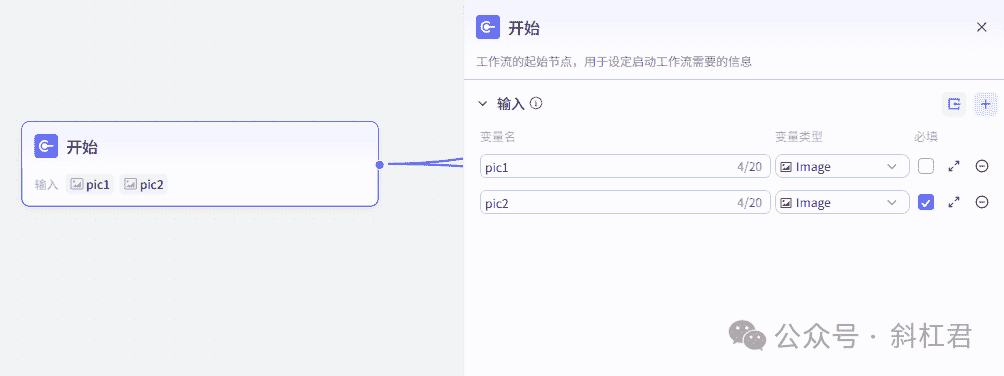 开始
输入 pic1 pic2
开始
工作流的起始节点，用于设定启动工作流需要的信息
输入
变量名 变量类型 必填
pic1 4/20 Image
pic2 4/20 Image
公众号 · 斜杠君